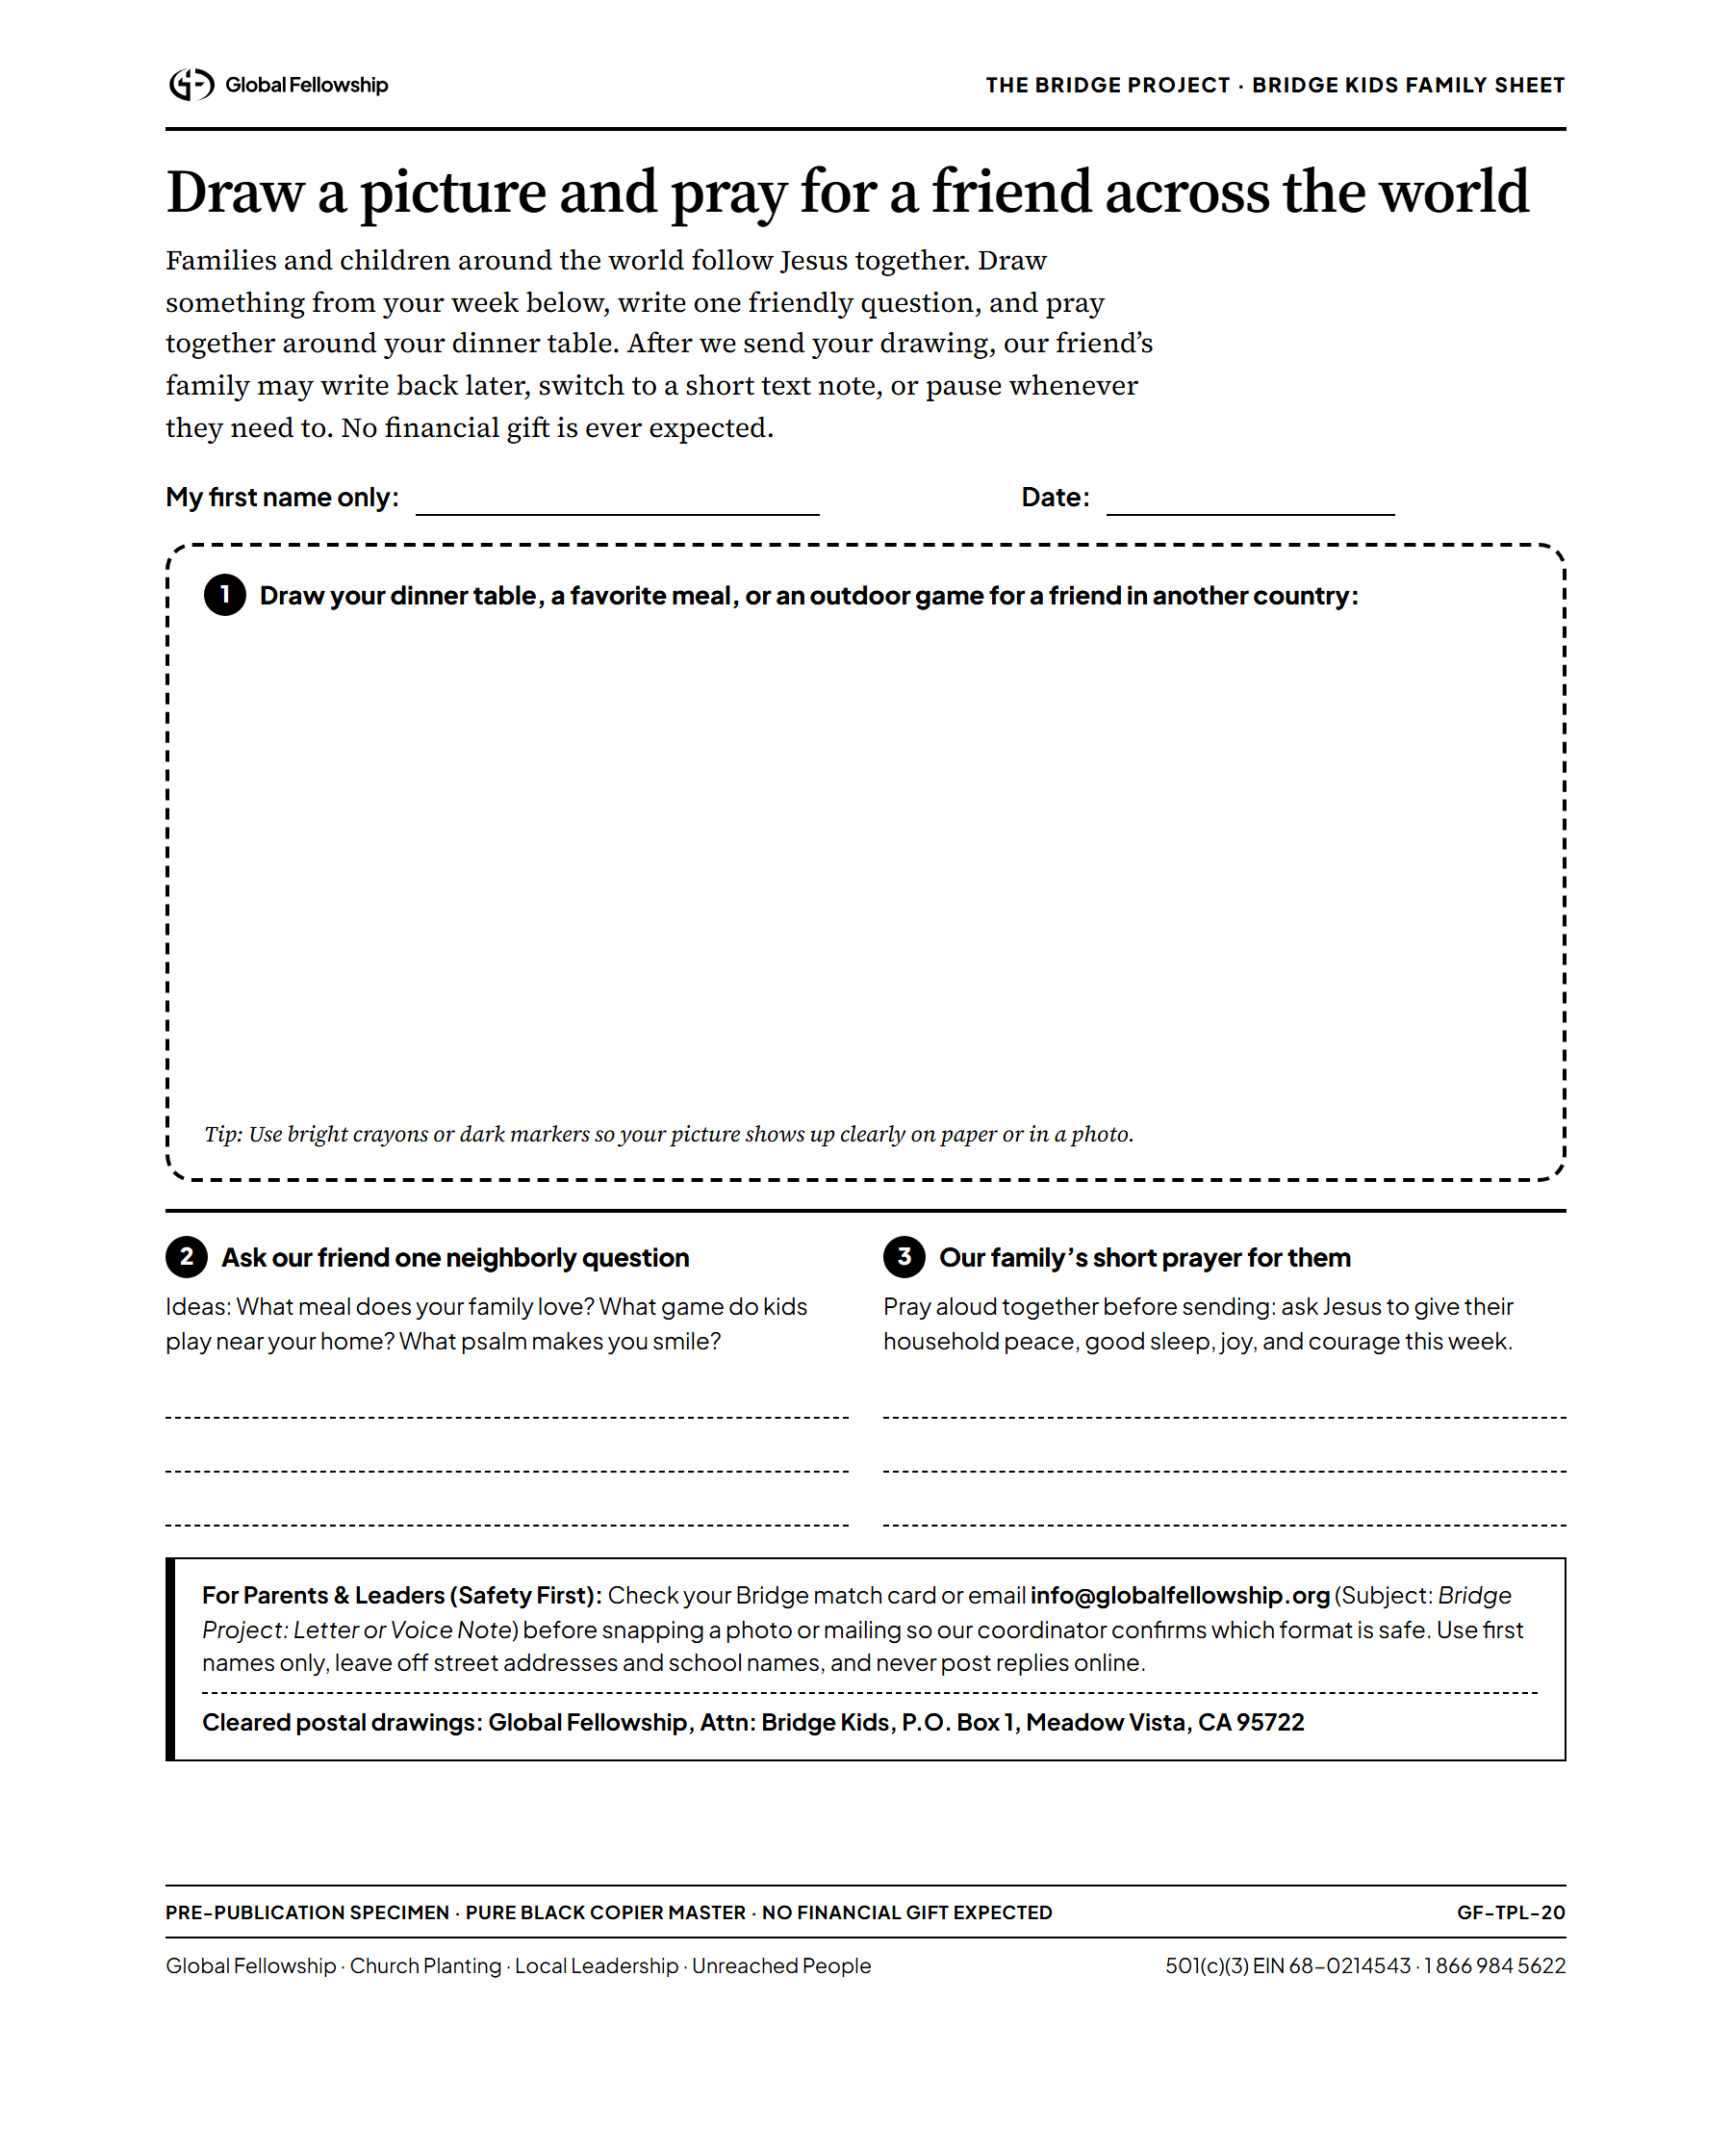 Global Fellowship
THE BRIDGE PROJECT · BRIDGE KIDS FAMILY SHEET
Draw a picture and pray for a friend across the world
Families and children around the world follow Jesus together. Draw
something from your week below, write one friendly question, and pray
together around your dinner table. After we send your drawing, our friend’s
family may write back later, switch to a short text note, or pause whenever
they need to. No financial gift is ever expected.
My first name only:
Date:
1 Draw your dinner table, a favorite meal, or an outdoor game for a friend in another country:
Tip: Use bright crayons or dark markers so your picture shows up clearly on paper or in a photo.
2 Ask our friend one neighborly question
Ideas: What meal does your family love? What game do kids
play near your home? What psalm makes you smile?
3 Our family’s short prayer for them
Pray aloud together before sending: ask Jesus to give their
household peace, good sleep, joy, and courage this week.
For Parents & Leaders (Safety First): Check your Bridge match card or email info@globalfellowship.org (Subject: Bridge
Project: Letter or Voice Note) before snapping a photo or mailing so our coordinator confirms which format is safe. Use first
names only, leave off street addresses and school names, and never post replies online.
Cleared postal drawings: Global Fellowship, Attn: Bridge Kids, P.O. Box 1, Meadow Vista, CA 95722
PRE-PUBLICATION SPECIMEN · PURE BLACK COPIER MASTER · NO FINANCIAL GIFT EXPECTED
GF-TPL-20
Global Fellowship · Church Planting · Local Leadership · Unreached People
501(c)(3) EIN 68-0214543 · 1 866 984 5622